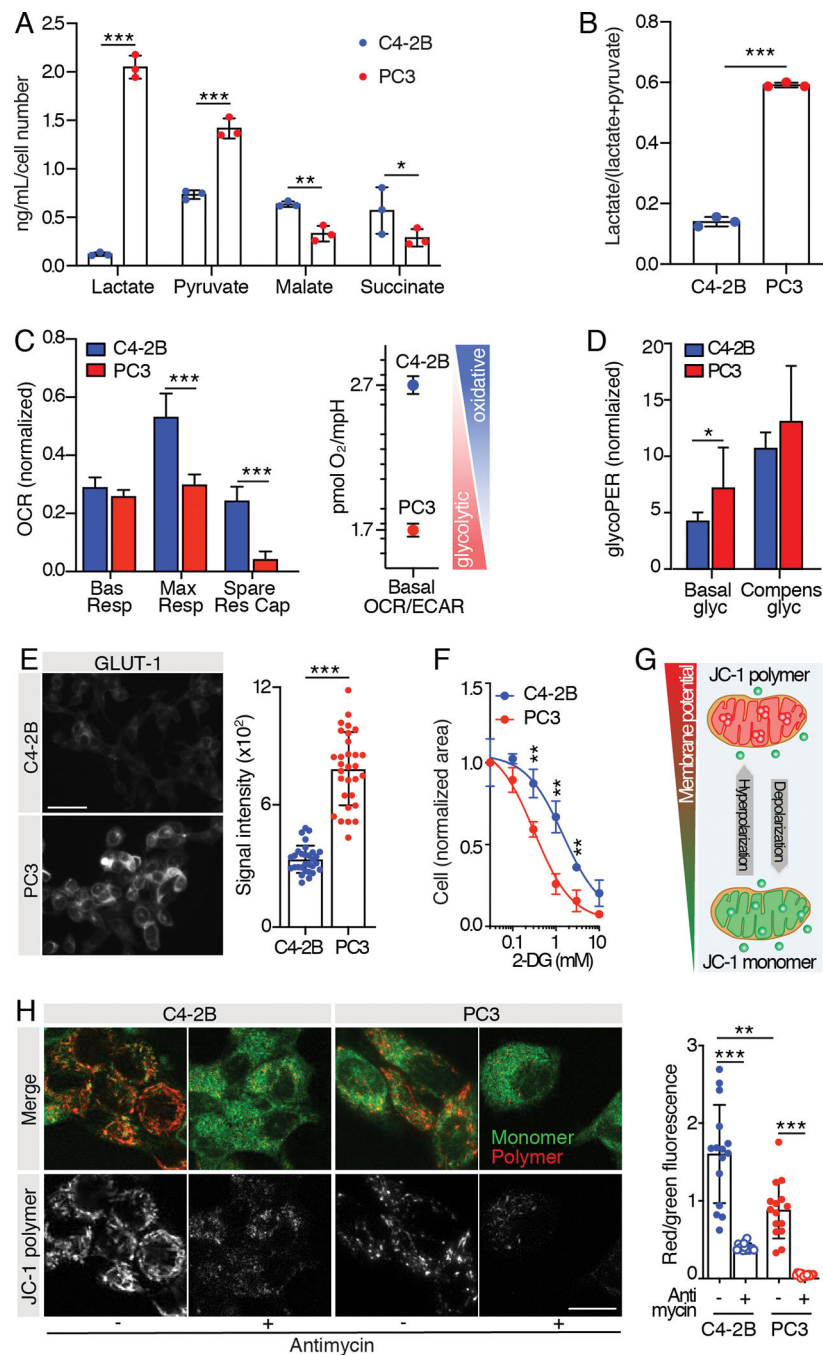 A
2.5
2.0
1.5
1.0
0.5
0.0
ng/mL/cell number
***
***
**
*
C4-2B
PC3
Lactate
Pyruvate
Malate
Succinate
B
0.8
0.6
0.4
0.2
0.0
Lactate/(lactate+pyruvate)
***
C4-2B
PC3
C
0.8
0.6
0.4
0.2
0.0
OCR (normalized)
C4-2B
PC3
***
***
Bas
Resp
Max
Resp
Spare
Res Cap
pmol O2/mpH
2.7
1.7
C4-2B
PC3
Basal
OCR/ECAR
oxidative
glycolytic
D
20
15
10
5
0
glycoPER (normlaized)
C4-2B
PC3
*
Basal
glyc
Compens
glyc
E
GLUT-1
C4-2B
PC3
12
6
0
Signal intensity (x10²)
***
C4-2B
PC3
F
1.5
1.0
0.5
0.0
Cell (normalized area)
C4-2B
PC3
**
**
**
0.1
1
10
2-DG (mM)
G
Membrane potential
JC-1 polymer
Hyperpolarization
Depolarization
JC-1 monomer
H
C4-2B
PC3
Merge
JC-1 polymer
Monomer
Polymer
-
+
-
+
Antimycin
3
2
1
0
Red/green fluorescence
**
***
***
Anti
mycin
-
+
-
+
C4-2B
PC3